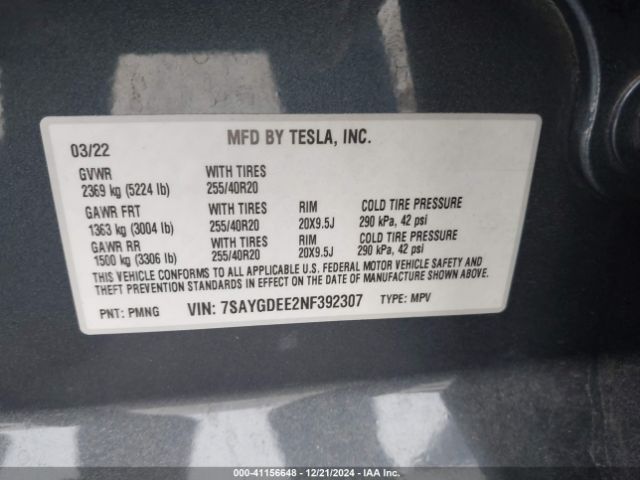 MFD BY TESLA, INC.
03/22
GVWR WITH TIRES
2369 kg (5224 lb) 255/40R20
GAWR FRT WITH TIRES RIM COLD TIRE PRESSURE
1363 kg (3004 lb) 255/40R20 20X9.5J 290 kPa, 42 psi
GAWR RR WITH TIRES RIM COLD TIRE PRESSURE
1500 kg (3306 lb) 255/40R20 20X9.5J 290 kPa, 42 psi
THIS VEHICLE CONFORMS TO ALL APPLICABLE U.S. FEDERAL MOTOR VEHICLE SAFETY AND
THEFT PREVENTION STANDARDS IN EFFECT ON THE DATE OF MANUFACTURE SHOWN ABOVE.
PNT: PMNG VIN: 7SAYGDEE2NF392307 TYPE: MPV
000-41156648 - 12/21/2024 - IAA Inc.